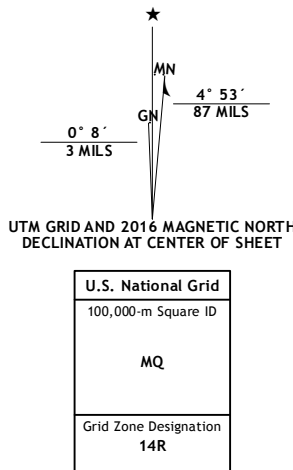 ★
MN
GN
4° 53´
87 MILS
0° 8´
3 MILS
UTM GRID AND 2016 MAGNETIC NORTH
DECLINATION AT CENTER OF SHEET
U.S. National Grid
100,000-m Square ID
MQ
Grid Zone Designation
14R